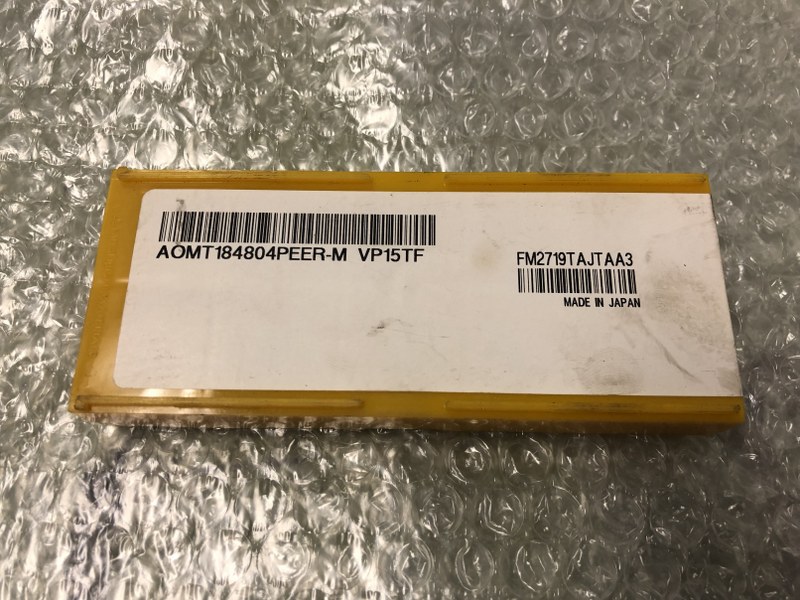 AOMT184804PEER-M VP15TF
FM2719TAJTAA3
MADE IN JAPAN